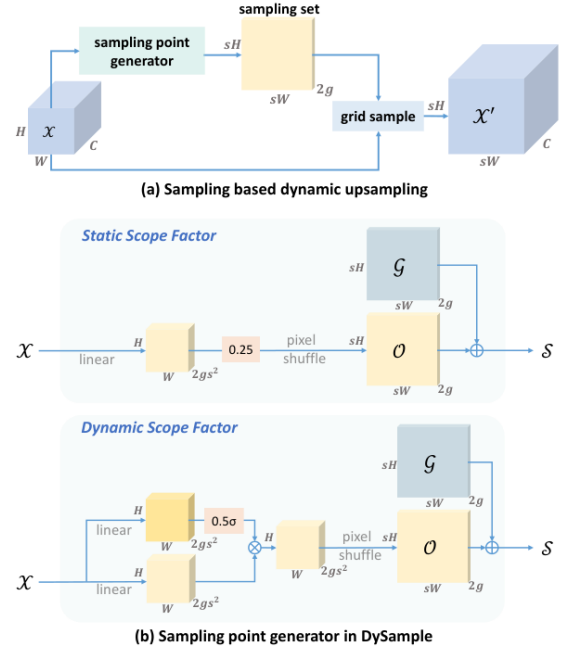 sampling set
sampling point
generator
sH
sW
2g
grid sample
H
𝒳
W
C
sH
𝒳′
sW
C
(a) Sampling based dynamic upsampling
Static Scope Factor
sH
𝒢
sW
2g
𝒳
linear
H
W
2gs²
0.25
pixel
shuffle
sH
𝒪
sW
2g
𝒮
Dynamic Scope Factor
sH
𝒢
sW
2g
linear
H
W
2gs²
0.5σ
𝒳
linear
H
W
2gs²
H
W
2gs²
pixel
shuffle
sH
𝒪
sW
2g
𝒮
(b) Sampling point generator in DySample